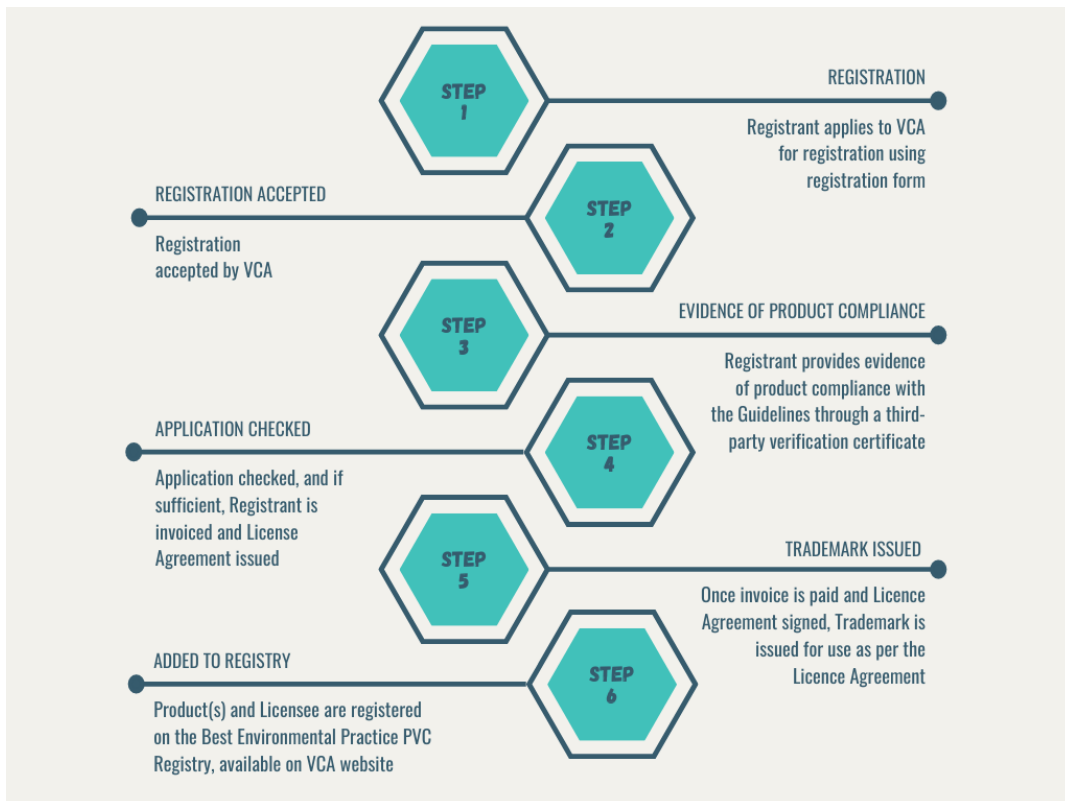 STEP
1
REGISTRATION
Registrant applies to VCA
for registration using
registration form
STEP
2
REGISTRATION ACCEPTED
Registration
accepted by VCA
STEP
3
EVIDENCE OF PRODUCT COMPLIANCE
Registrant provides evidence
of product compliance with
the Guidelines through a third-
party verification certificate
STEP
4
APPLICATION CHECKED
Application checked, and if
sufficient, Registrant is
invoiced and License
Agreement issued
STEP
5
TRADEMARK ISSUED
Once invoice is paid and Licence
Agreement signed, Trademark is
issued for use as per the
Licence Agreement
STEP
6
ADDED TO REGISTRY
Product(s) and Licensee are registered
on the Best Environmental Practice PVC
Registry, available on VCA website